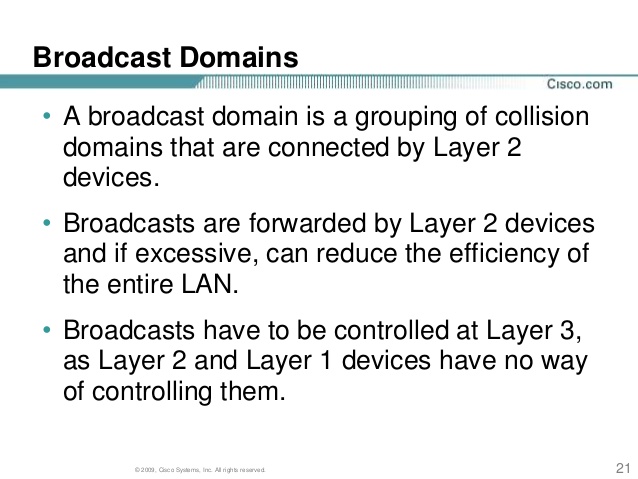 Broadcast Domains
Cisco.com
• A broadcast domain is a grouping of collision
domains that are connected by Layer 2
devices.
• Broadcasts are forwarded by Layer 2 devices
and if excessive, can reduce the efficiency of
the entire LAN.
• Broadcasts have to be controlled at Layer 3,
as Layer 2 and Layer 1 devices have no way
of controlling them.
© 2009, Cisco Systems, Inc. All rights reserved.
21